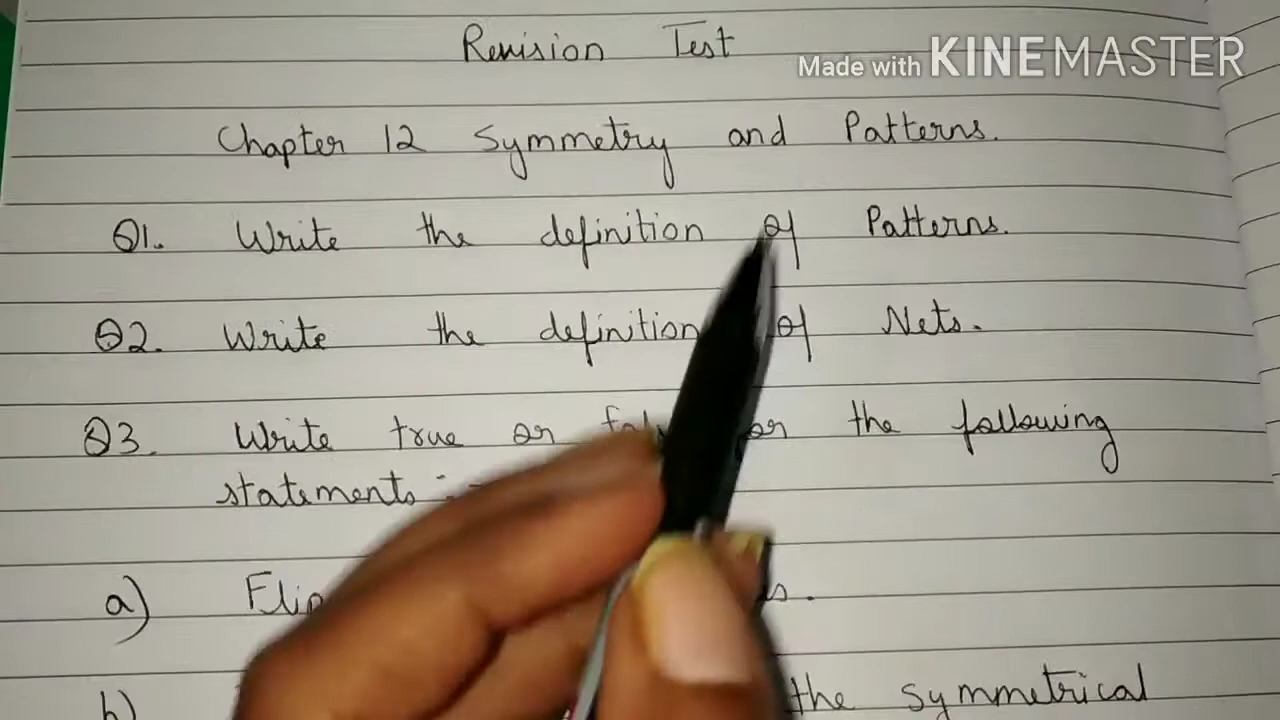 Revision Test
Made with KINEMASTER
Chapter 12 Symmetry and Patterns.
Q1. Write the definition of Patterns.
Q2. Write the definition of Nets.
Q3. Write true or for the following
statements :-
a)
b) the symmetrical